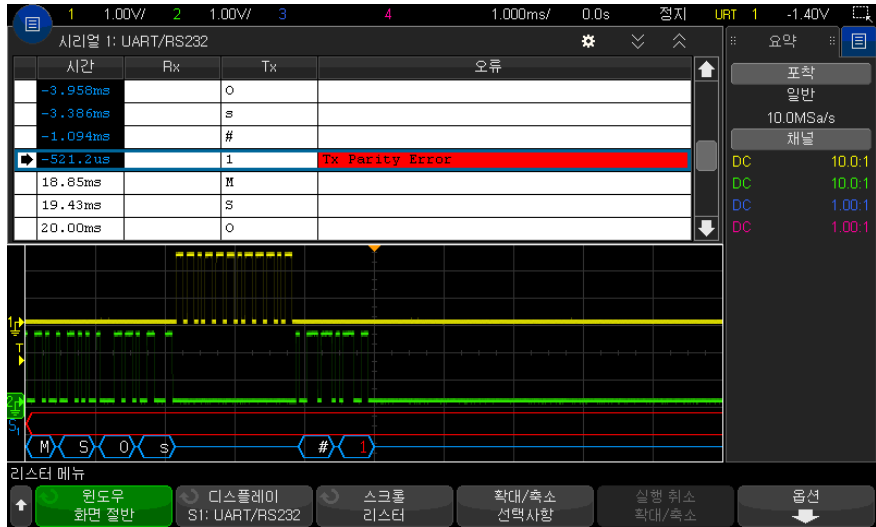 1 1.00V/ 2 1.00V/ 3 4 1.000ms/ 0.0s 정지 URT 1 -1.40V
시리얼 1: UART/RS232
시간 Rx Tx 오류
-3.958ms O
-3.386ms s
-1.094ms #
-521.2us 1 Tx Parity Error
18.85ms M
19.43ms S
20.00ms O
요약
포착
일반
10.0MSa/s
채널
DC 10.0:1
DC 10.0:1
DC 1.00:1
DC 1.00:1
1
T
2
S1
M S O s # 1
리스터 메뉴
윈도우
화면 절반
디스플레이
S1: UART/RS232
스크롤
리스터
확대/축소
선택사항
실행 취소
확대/축소
옵션